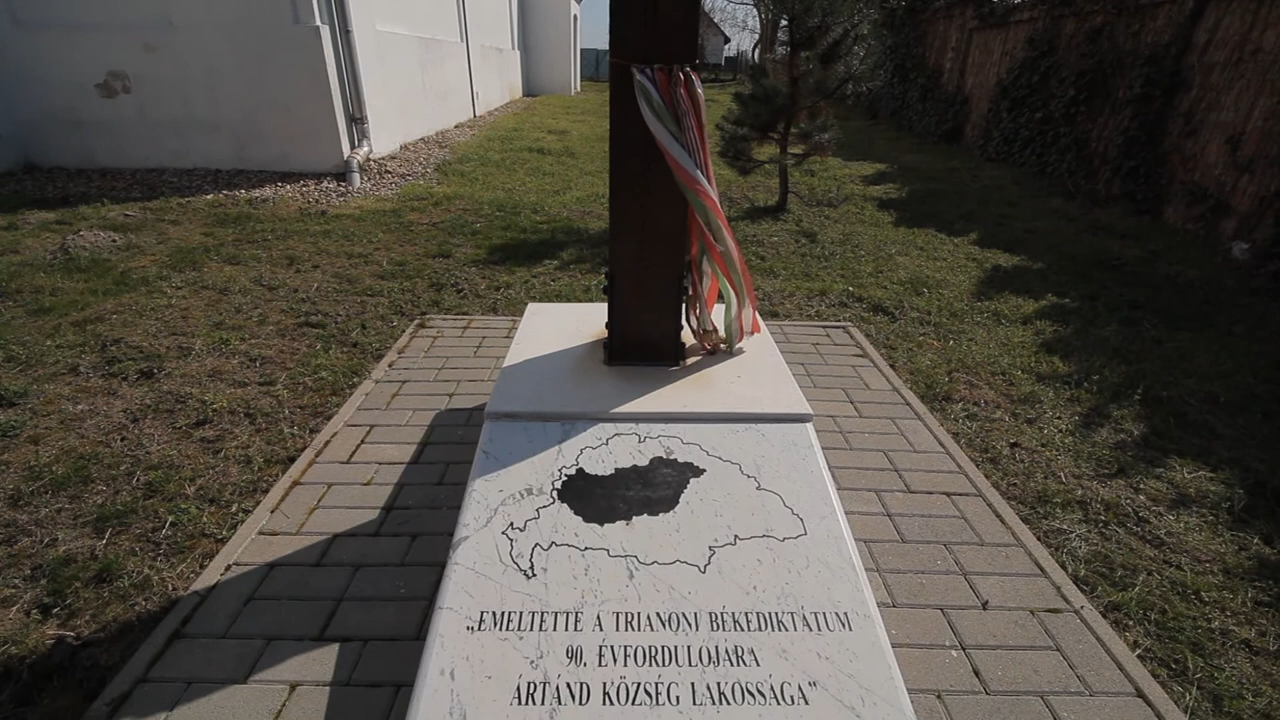 „EMELTETTE A TRIANONI BÉKEDIKTÁTUM
90. ÉVFORDULÓJÁRA
ÁRTÁND KÖZSÉG LAKOSSÁGA”